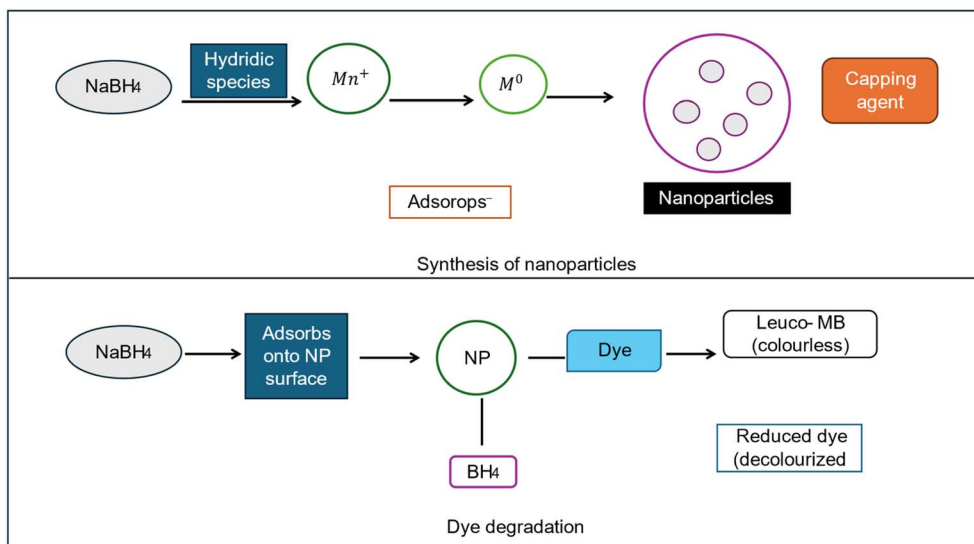 NaBH₄
Hydridic
species
Mn⁺
M⁰
Capping
agent
Adsorops⁻
Nanoparticles
Synthesis of nanoparticles
NaBH₄
Adsorbs
onto NP
surface
NP
Dye
Leuco- MB
(colourless)
BH₄
Reduced dye
(decolourized
Dye degradation